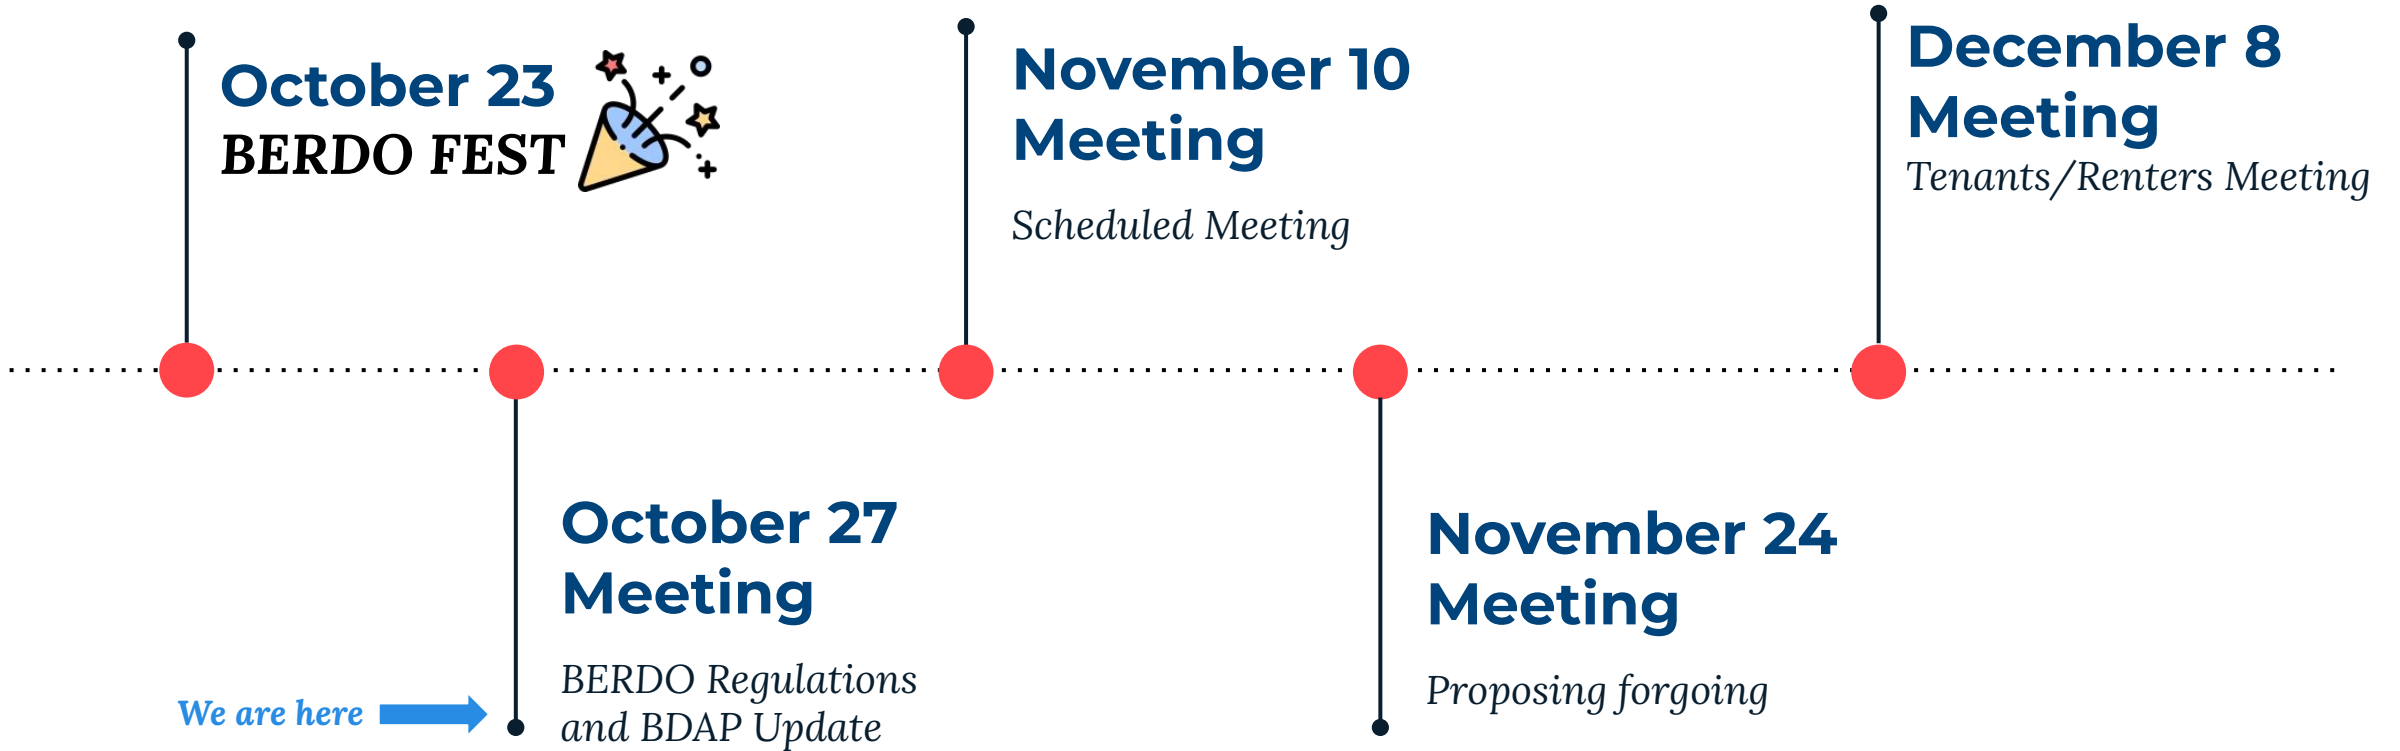 October 23
BERDO FEST
November 10
Meeting
Scheduled Meeting
December 8
Meeting
Tenants/Renters Meeting
October 27
Meeting
BERDO Regulations
and BDAP Update
We are here
November 24
Meeting
Proposing forgoing